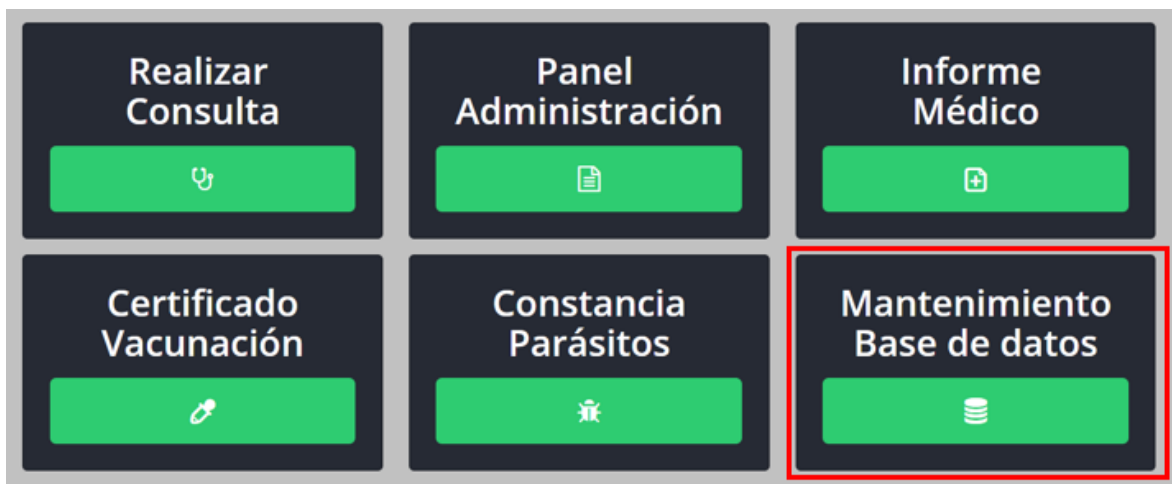 Realizar
Consulta
Panel
Administración
Informe
Médico
Certificado
Vacunación
Constancia
Parásitos
Mantenimiento
Base de datos